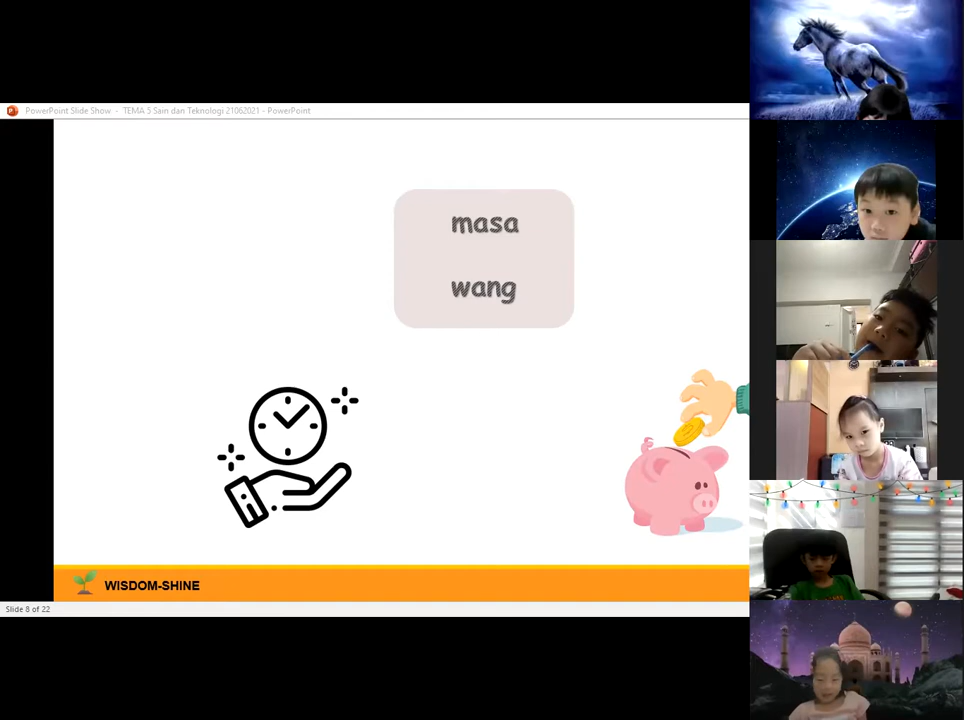 PowerPoint Slide Show - TEMA 5 Sain dan Teknologi 21062021 - PowerPoint
masa
wang
WISDOM-SHINE
Slide 8 of 22